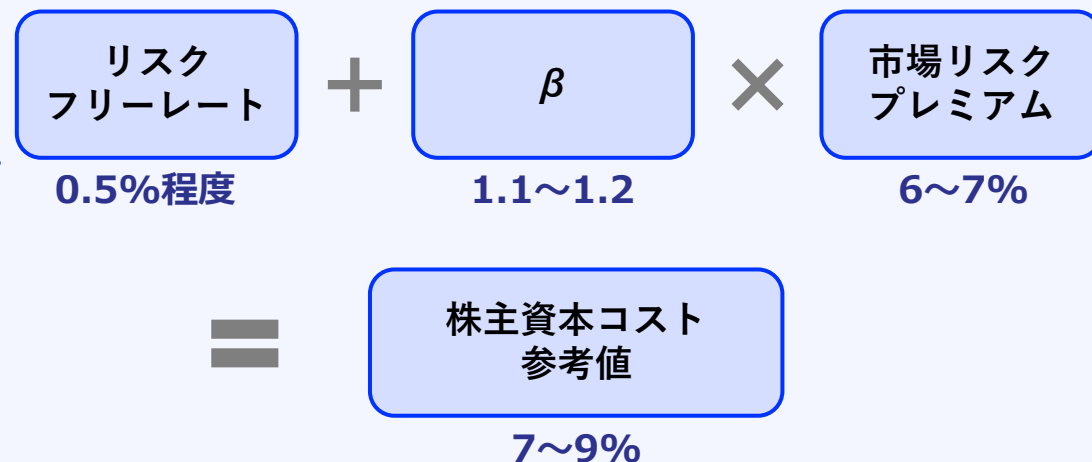 リスク
フリーレート
+
β
×
市場リスク
プレミアム
0.5%程度
1.1～1.2
6～7%
=
株主資本コスト
参考値
7～9%